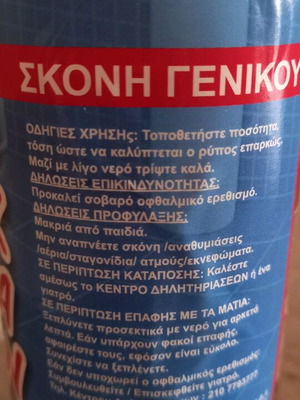 ΣΚΟΝΗ ΓΕΝΙΚΟΥ
ΟΔΗΓΙΕΣ ΧΡΗΣΗΣ: Τοποθετήστε ποσότητα,
τόση ώστε να καλύπτεται ο ρύπος επαρκώς.
Μαζί με λίγο νερό τρίψτε καλά.
ΔΗΛΩΣΕΙΣ ΕΠΙΚΙΝΔΥΝΟΤΗΤΑΣ:
Προκαλεί σοβαρό οφθαλμικό ερεθισμό.
ΔΗΛΩΣΕΙΣ ΠΡΟΦΥΛΑΞΗΣ:
Μακριά από παιδιά.
Μην αναπνέετε σκόνη /αναθυμιάσεις
/αέρια/σταγονίδια/ ατμούς/εκνεφώματα.
ΣΕ ΠΕΡΙΠΤΩΣΗ ΚΑΤΑΠΟΣΗΣ: Καλέστε
αμέσως το ΚΕΝΤΡΟ ΔΗΛΗΤΗΡΙΑΣΕΩΝ ή ένα
γιατρό.
ΣΕ ΠΕΡΙΠΤΩΣΗ ΕΠΑΦΗΣ ΜΕ ΤΑ ΜΑΤΙΑ:
Ξεπλύνετε προσεκτικά με νερό για αρκετά
λεπτά. Εάν υπάρχουν φακοί επαφής,
αφαιρέστε τους, εφόσον είναι εύκολο.
Συνεχίστε να ξεπλένετε.
Εάν δεν υποχωρεί ο οφθαλμικός ερεθισμός:
Συμβουλευθείτε / Επισκεφθείτε γιατρό.
Τηλ. Κέντρου 210 7793777